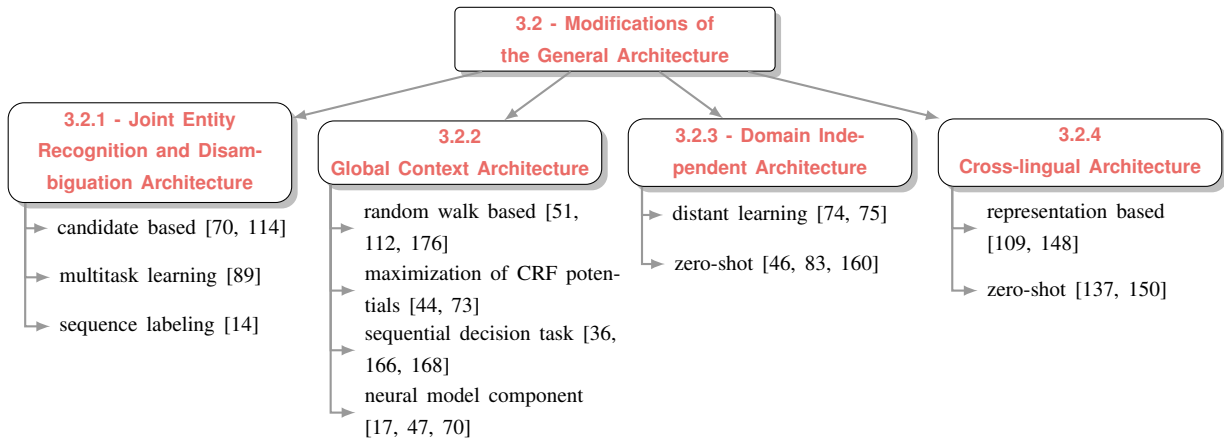 3.2 - Modifications of
the General Architecture
3.2.1 - Joint Entity
Recognition and Disam-
biguation Architecture
candidate based [70, 114]
multitask learning [89]
sequence labeling [14]
3.2.2
Global Context Architecture
random walk based [51,
112, 176]
maximization of CRF poten-
tials [44, 73]
sequential decision task [36,
166, 168]
neural model component
[17, 47, 70]
3.2.3 - Domain Inde-
pendent Architecture
distant learning [74, 75]
zero-shot [46, 83, 160]
3.2.4
Cross-lingual Architecture
representation based
[109, 148]
zero-shot [137, 150]